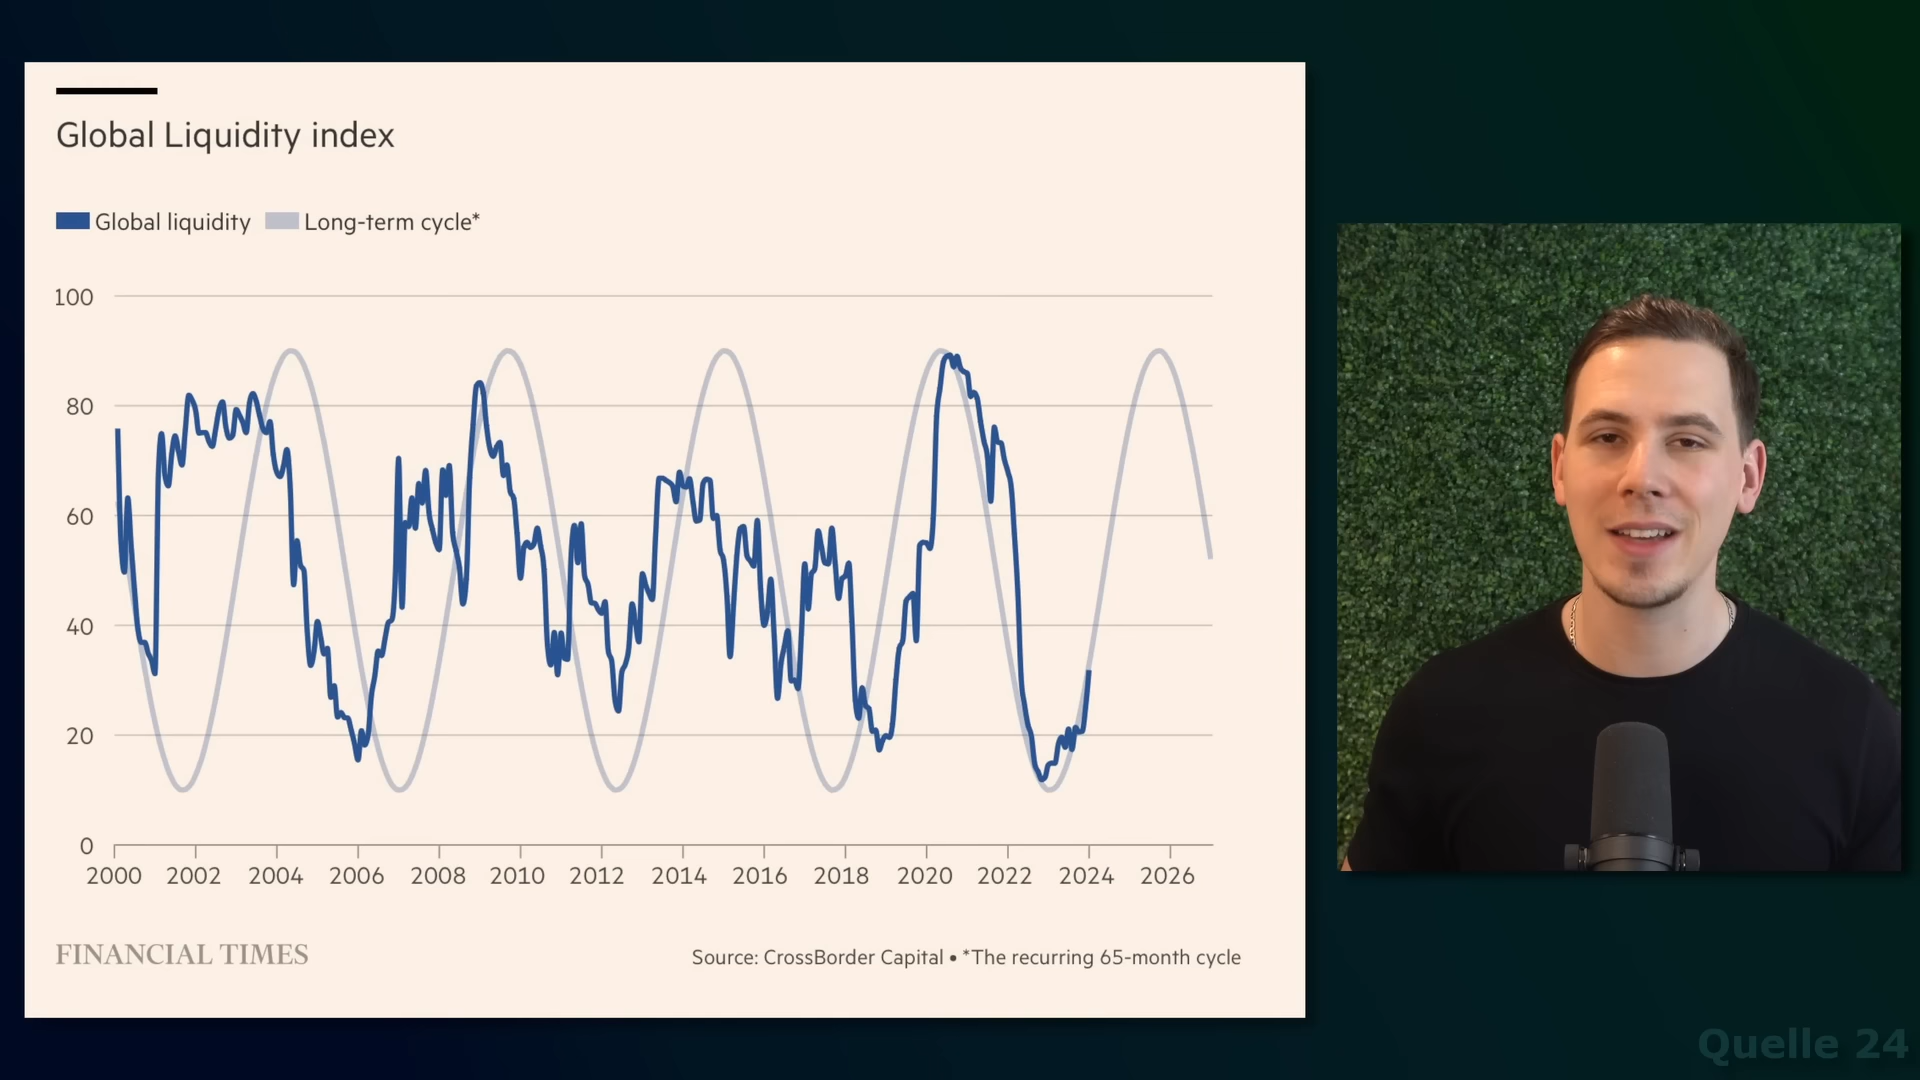 Global Liquidity index
Global liquidity Long-term cycle*
100
80
60
40
20
0
2000 2002 2004 2006 2008 2010 2012 2014 2016 2018 2020 2022 2024 2026
FINANCIAL TIMES
Source: CrossBorder Capital • *The recurring 65-month cycle
Quelle 24